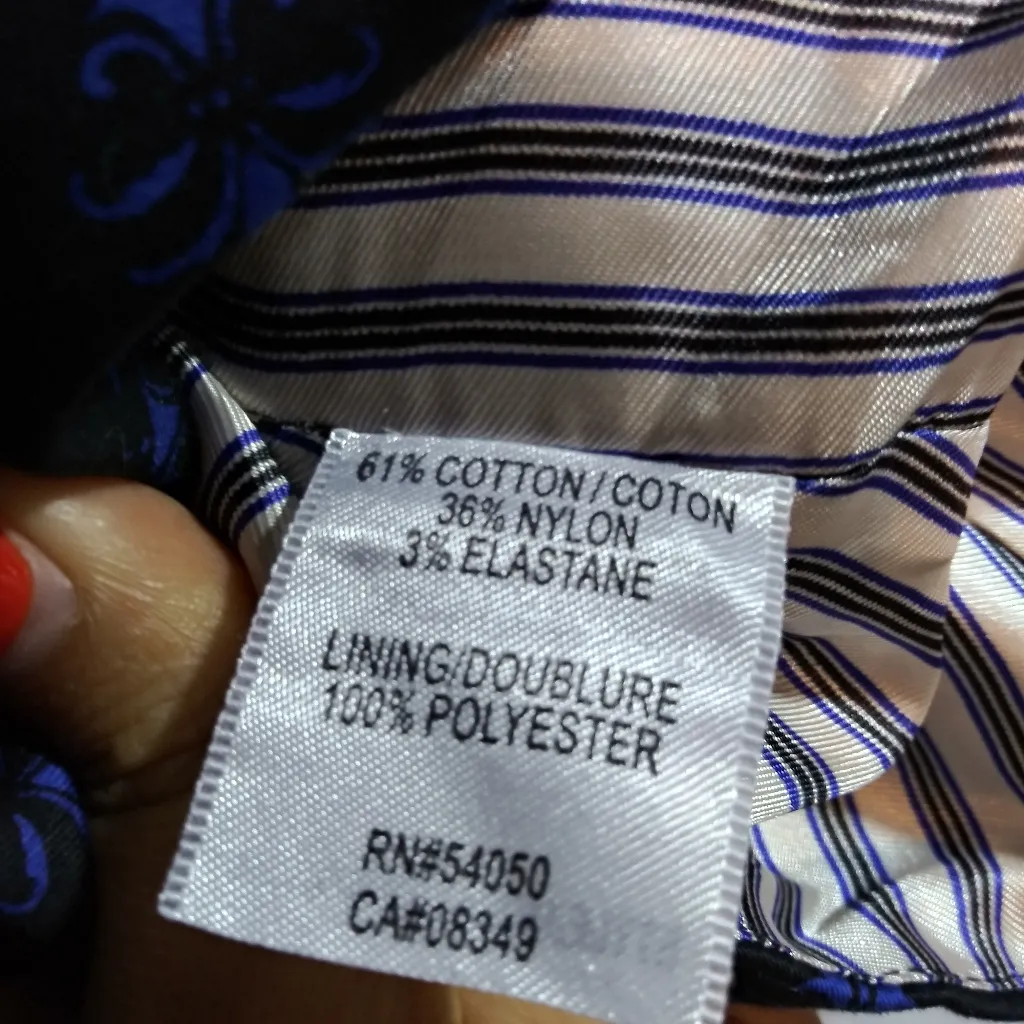 61% COTTON/COTON
36% NYLON
3% ELASTANE
LINING/DOUBLURE
100% POLYESTER
RN#54050
CA#08349